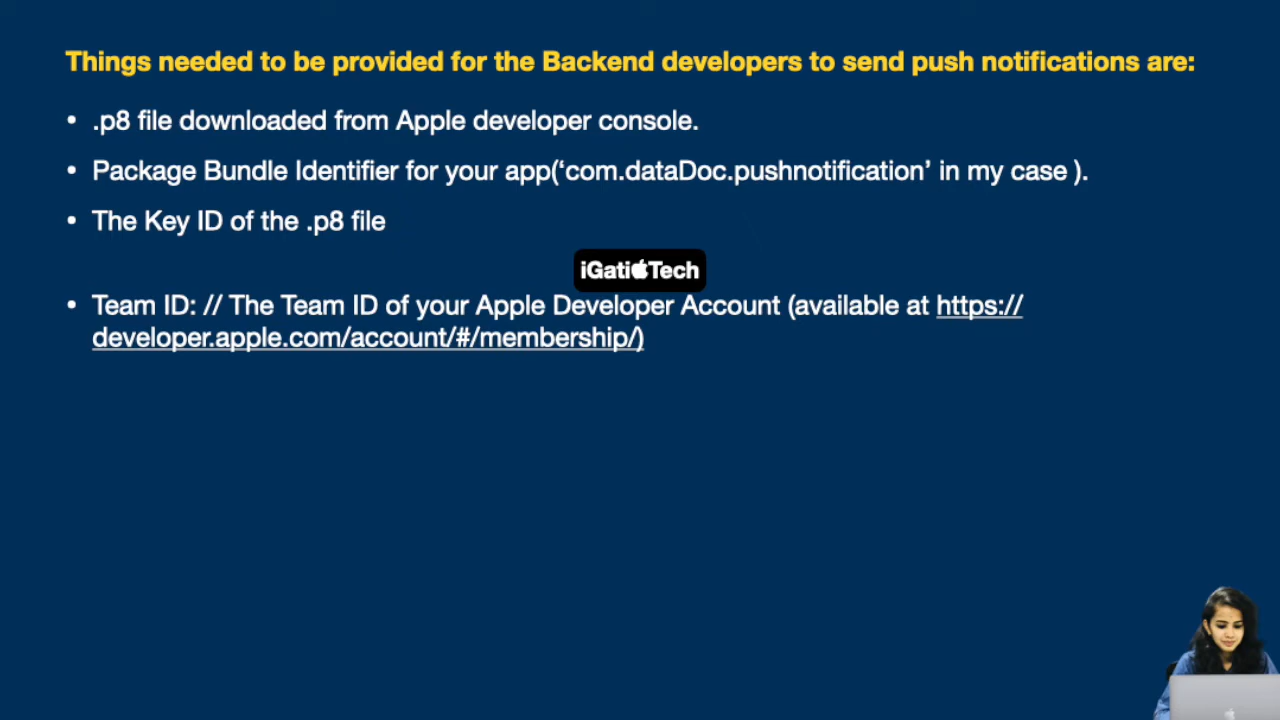 Things needed to be provided for the Backend developers to send push notifications are:
• .p8 file downloaded from Apple developer console.
• Package Bundle Identifier for your app(‘com.dataDoc.pushnotification’ in my case ).
• The Key ID of the .p8 file
iGatiTech
• Team ID: // The Team ID of your Apple Developer Account (available at https://
developer.apple.com/account/#/membership/)